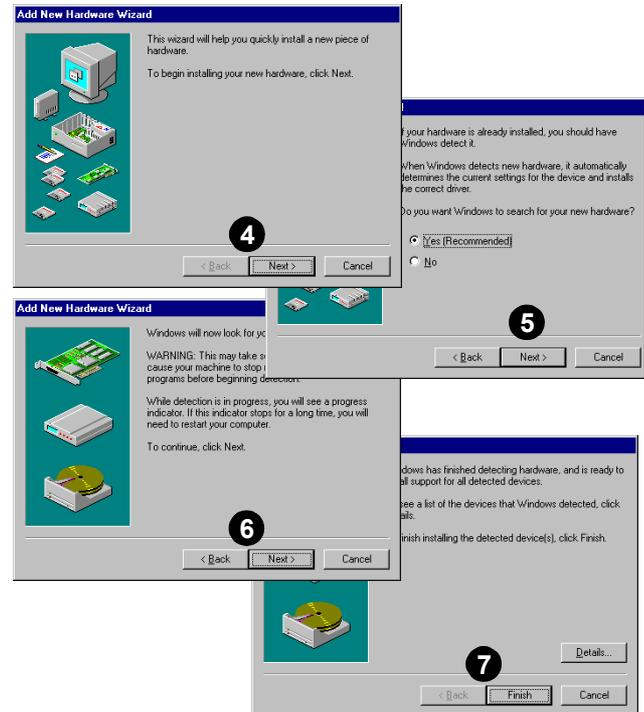 Add New Hardware Wizard
This wizard will help you quickly install a new piece of
hardware.
To begin installing your new hardware, click Next.
4
< Back
Next >
Cancel
your hardware is already installed, you should have
Windows detect it.
When Windows detects new hardware, it automatically
determines the current settings for the device and installs
the correct driver.
Do you want Windows to search for your new hardware?
Yes (Recommended)
No
5
< Back
Next >
Cancel
Add New Hardware Wizard
Windows will now look for
WARNING: This may take
cause your machine to stop
programs before beginning detection.
While detection is in progress, you will see a progress
indicator. If this indicator stops for a long time, you will
need to restart your computer.
To continue, click Next.
6
< Back
Next >
Cancel
dows has finished detecting hardware, and is ready to
all support for all detected devices.
see a list of the devices that Windows detected, click
ails.
inish installing the detected device(s), click Finish.
Details...
7
< Back
Finish
Cancel